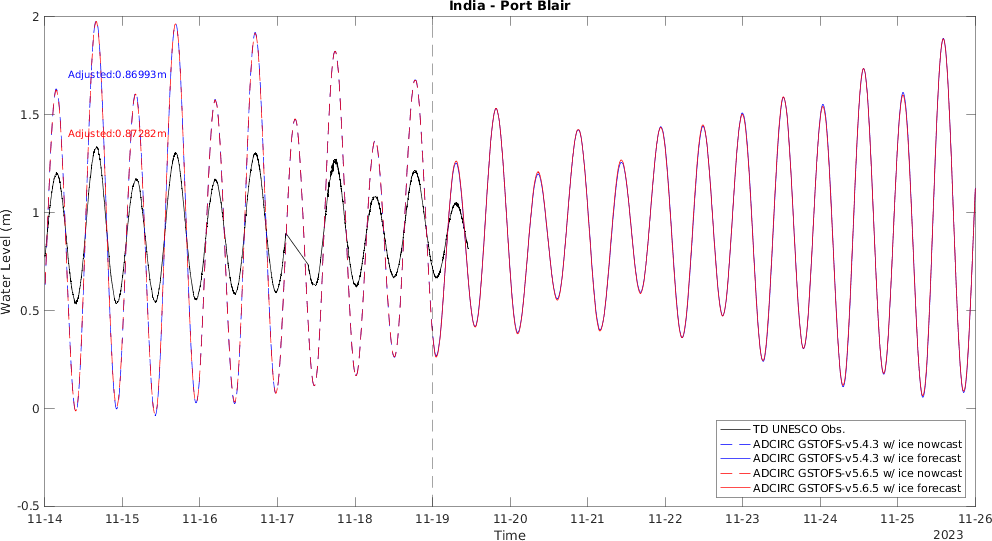 India - Port Blair
2
1.5
1
0.5
0
-0.5
Water Level (m)
Adjusted:0.86993m
Adjusted:0.87282m
TD UNESCO Obs.
ADCIRC GSTOFS-v5.4.3 w/ ice nowcast
ADCIRC GSTOFS-v5.4.3 w/ ice forecast
ADCIRC GSTOFS-v5.6.5 w/ ice nowcast
ADCIRC GSTOFS-v5.6.5 w/ ice forecast
11-14 11-15 11-16 11-17 11-18 11-19 11-20 11-21 11-22 11-23 11-24 11-25 11-26
Time
2023